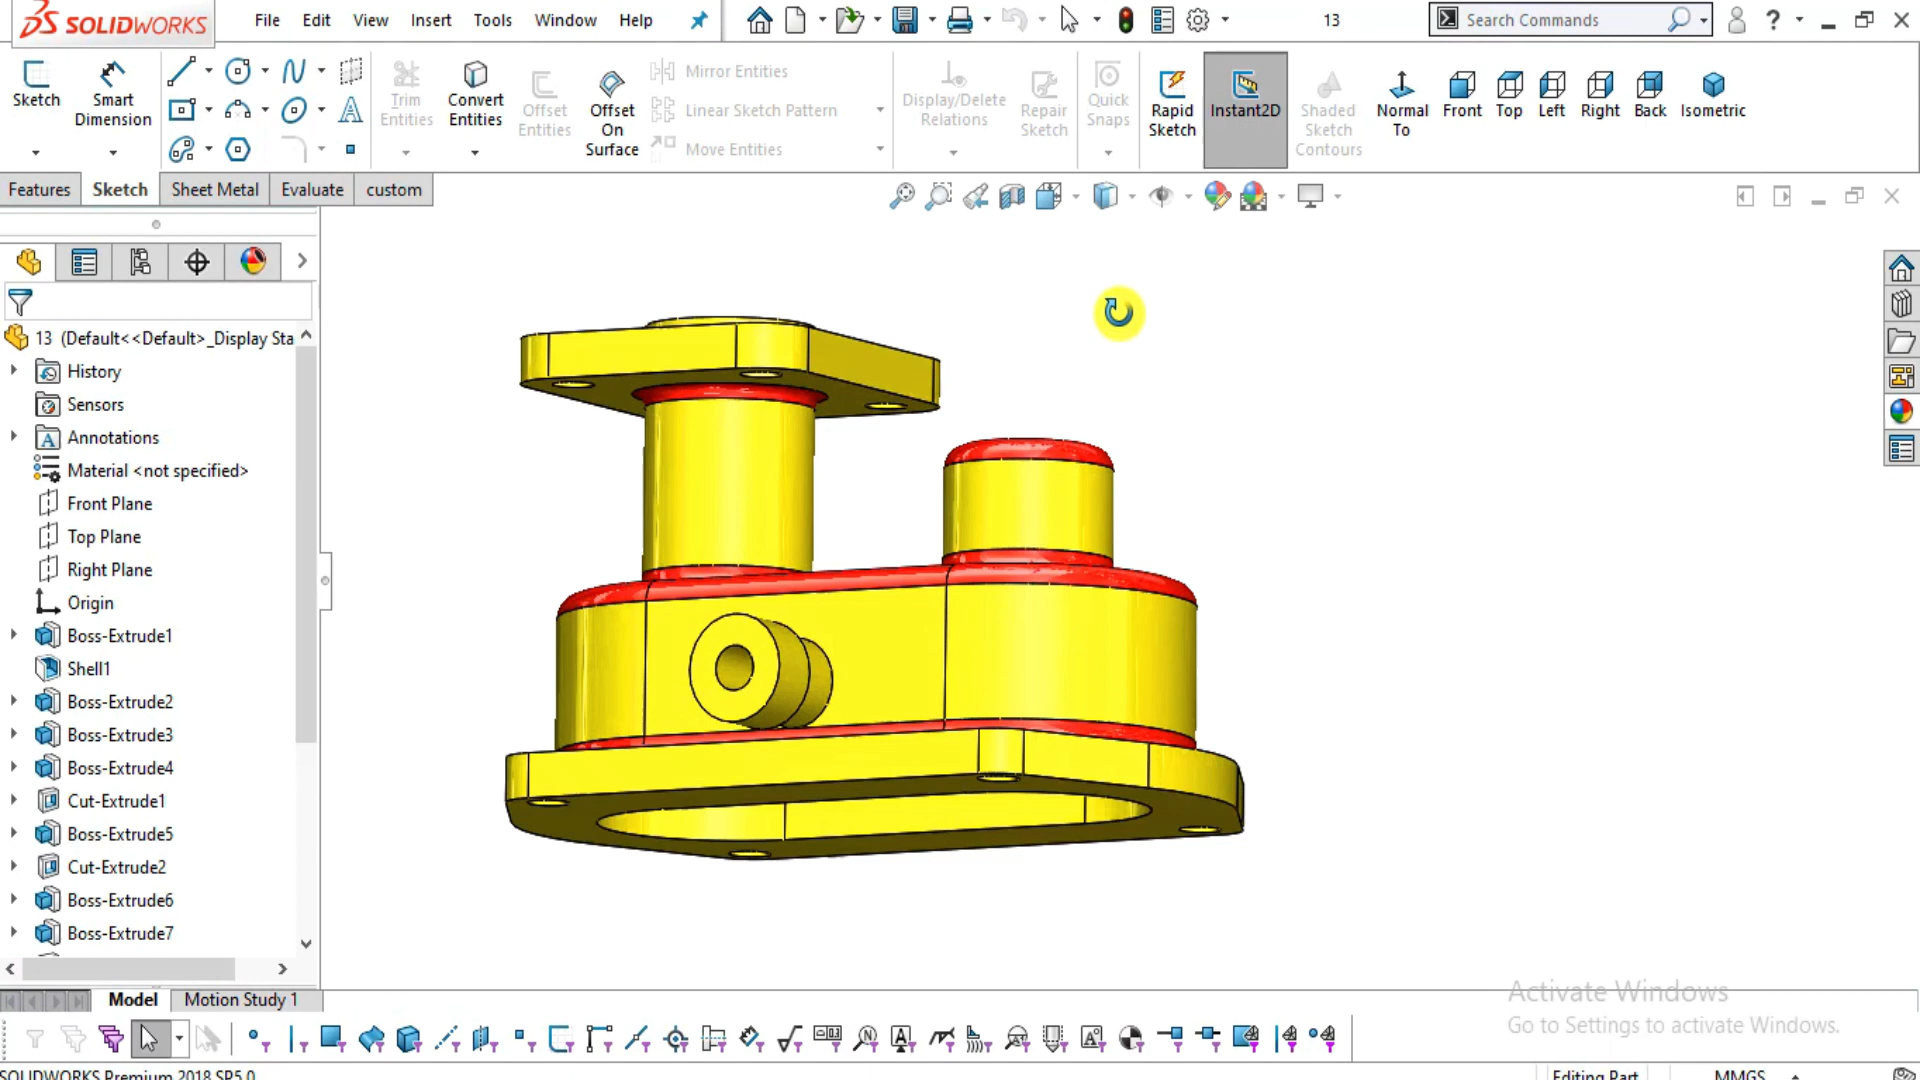 SOLIDWORKS
File Edit View Insert Tools Window Help
13
Search Commands
?
Sketch
Smart
Dimension
Trim
Entities
Convert
Entities
Offset
Entities
Offset
On
Surface
Mirror Entities
Linear Sketch Pattern
Move Entities
Display/Delete
Relations
Repair
Sketch
Quick
Snaps
Rapid
Sketch
Instant2D
Shaded
Sketch
Contours
Normal
To
Front
Top
Left
Right
Back
Isometric
Features Sketch Sheet Metal Evaluate custom
13 (Default<<Default>_Display Sta
History
Sensors
Annotations
Material <not specified>
Front Plane
Top Plane
Right Plane
Origin
Boss-Extrude1
Shell1
Boss-Extrude2
Boss-Extrude3
Boss-Extrude4
Cut-Extrude1
Boss-Extrude5
Cut-Extrude2
Boss-Extrude6
Boss-Extrude7
Model Motion Study 1
Activate Windows
Go to Settings to activate Windows.
SOLIDWORKS Premium 2018 SP5.0
Editing Part
MMGS